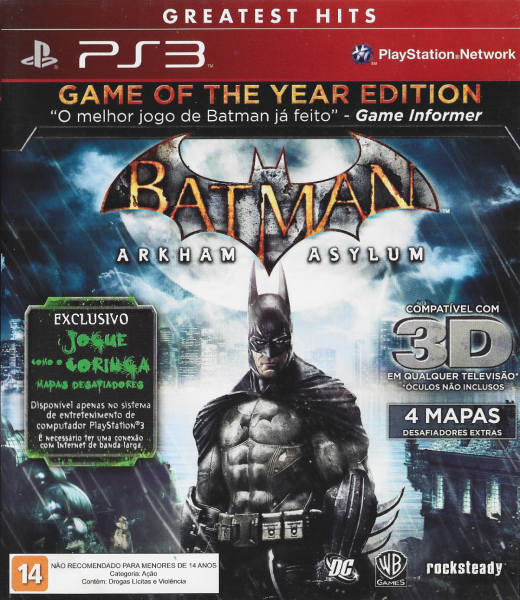 GREATEST HITS
PS3
PlayStation®Network
GAME OF THE YEAR EDITION
"O melhor jogo de Batman já feito" - Game Informer
BATMAN
ARKHAM ASYLUM
EXCLUSIVO
JOGUE
COMO O CORINGA
MAPAS DESAFIADORES
Disponível apenas no sistema
de entretenimento de
computador PlayStation®3
É necessário ter uma conexão
com Internet de banda-larga.
COMPATÍVEL COM
3D
EM QUALQUER TELEVISÃO*
*ÓCULOS NÃO INCLUSOS
4 MAPAS
DESAFIADORES EXTRAS
14
NÃO RECOMENDADO PARA MENORES DE 14 ANOS
Categoria: Ação
Contém: Drogas Lícitas e Violência
DC
WB
GAMES
rocksteady